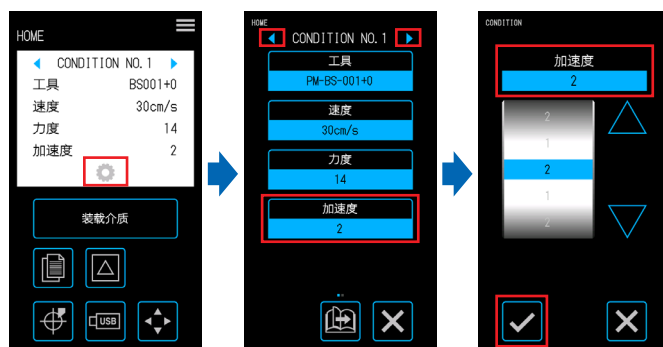 HOME
CONDITION NO. 1
工具 BS001+0
速度 30cm/s
力度 14
加速度 2
装载介质
USB
HOME
CONDITION NO. 1
工具
PM-BS-001+0
速度
30cm/s
力度
14
加速度
2
CONDITION
加速度
2
2
1
2
1
2